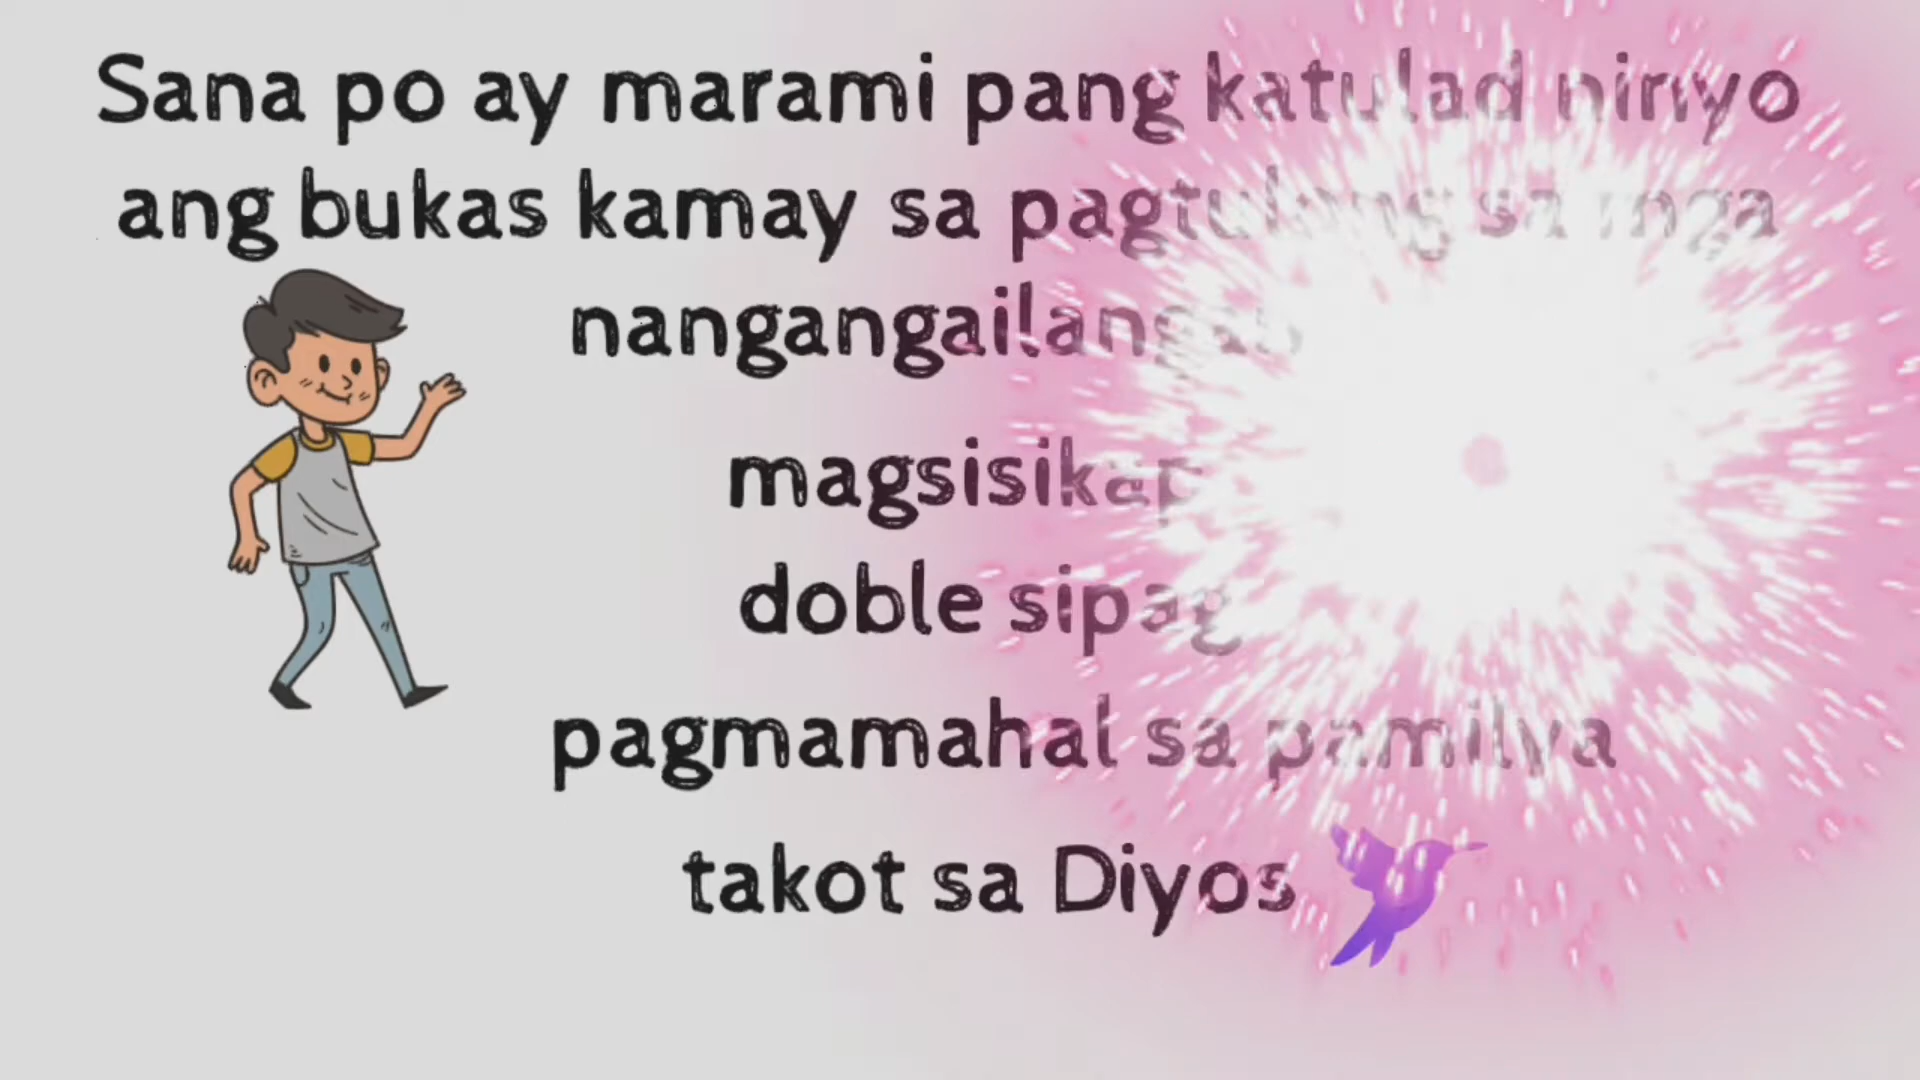 Sana po ay marami pang katulad ninyo
ang bukas kamay sa pagtulong sa mga
magsisikap
doble sipag
pagmamahal sa pamilya
takot sa Diyos